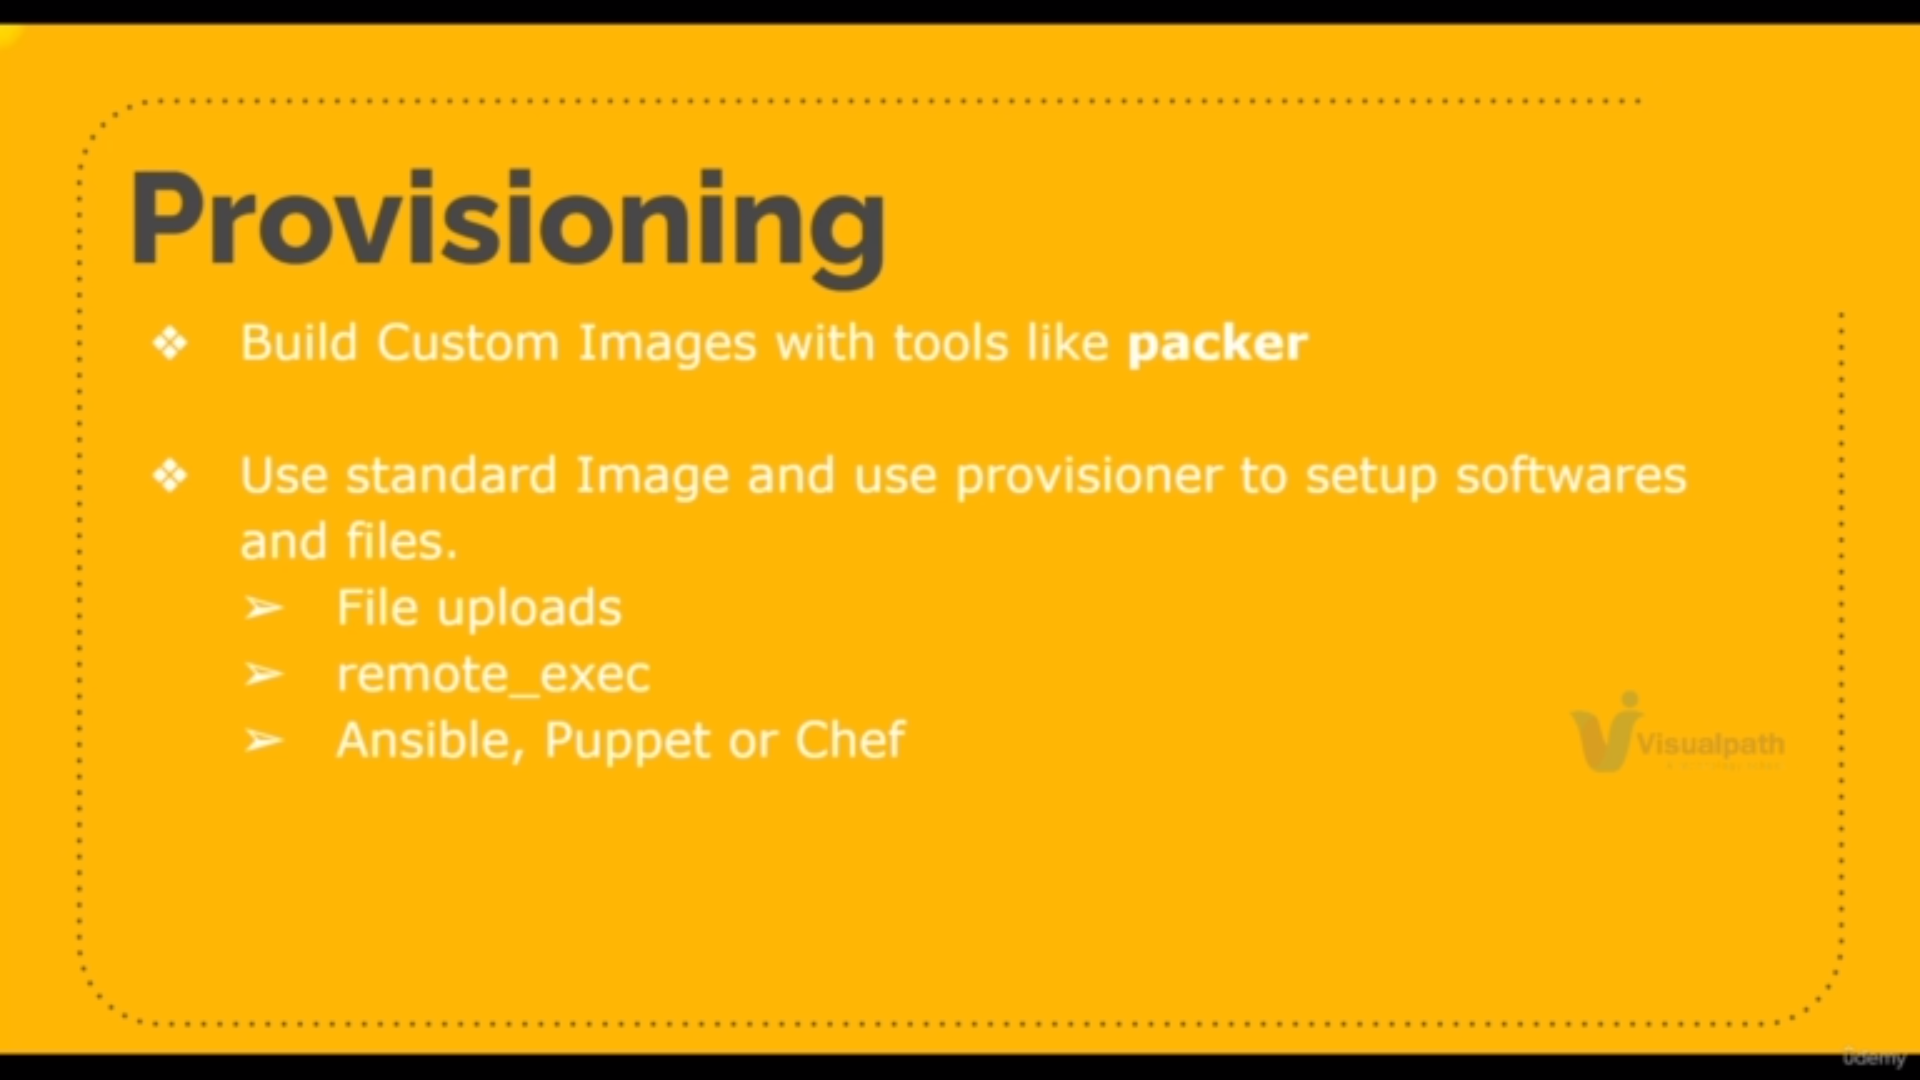 Provisioning
❖ Build Custom Images with tools like packer
❖ Use standard Image and use provisioner to setup softwares
and files.
➢ File uploads
➢ remote_exec
➢ Ansible, Puppet or Chef
Visualpath
ûdemy